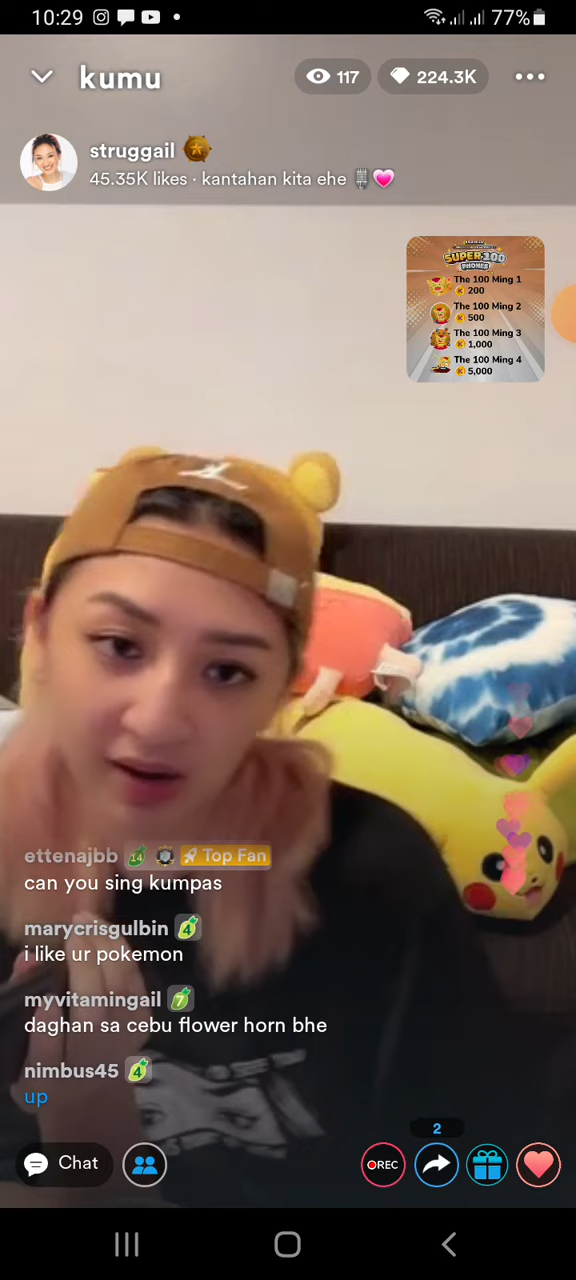 10:29
77%
kumu
117
224.3K
struggail
45.35K likes · kantahan kita ehe
SUPER 100
PHONES
The 100 Ming 1
K 200
The 100 Ming 2
K 500
The 100 Ming 3
K 1,000
The 100 Ming 4
K 5,000
ettenajbb 14 Top Fan
can you sing kumpas
marycrisgulbin 4
i like ur pokemon
myvitamingail 7
daghan sa cebu flower horn bhe
nimbus45 4
up
2
Chat
REC